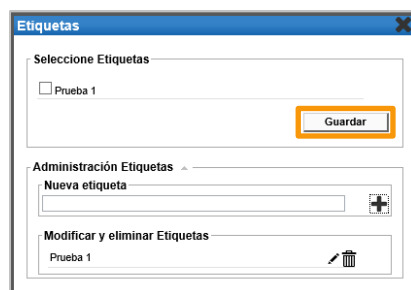 Etiquetas
Seleccione Etiquetas
Prueba 1
Guardar
Administración Etiquetas
Nueva etiqueta
Modificar y eliminar Etiquetas
Prueba 1